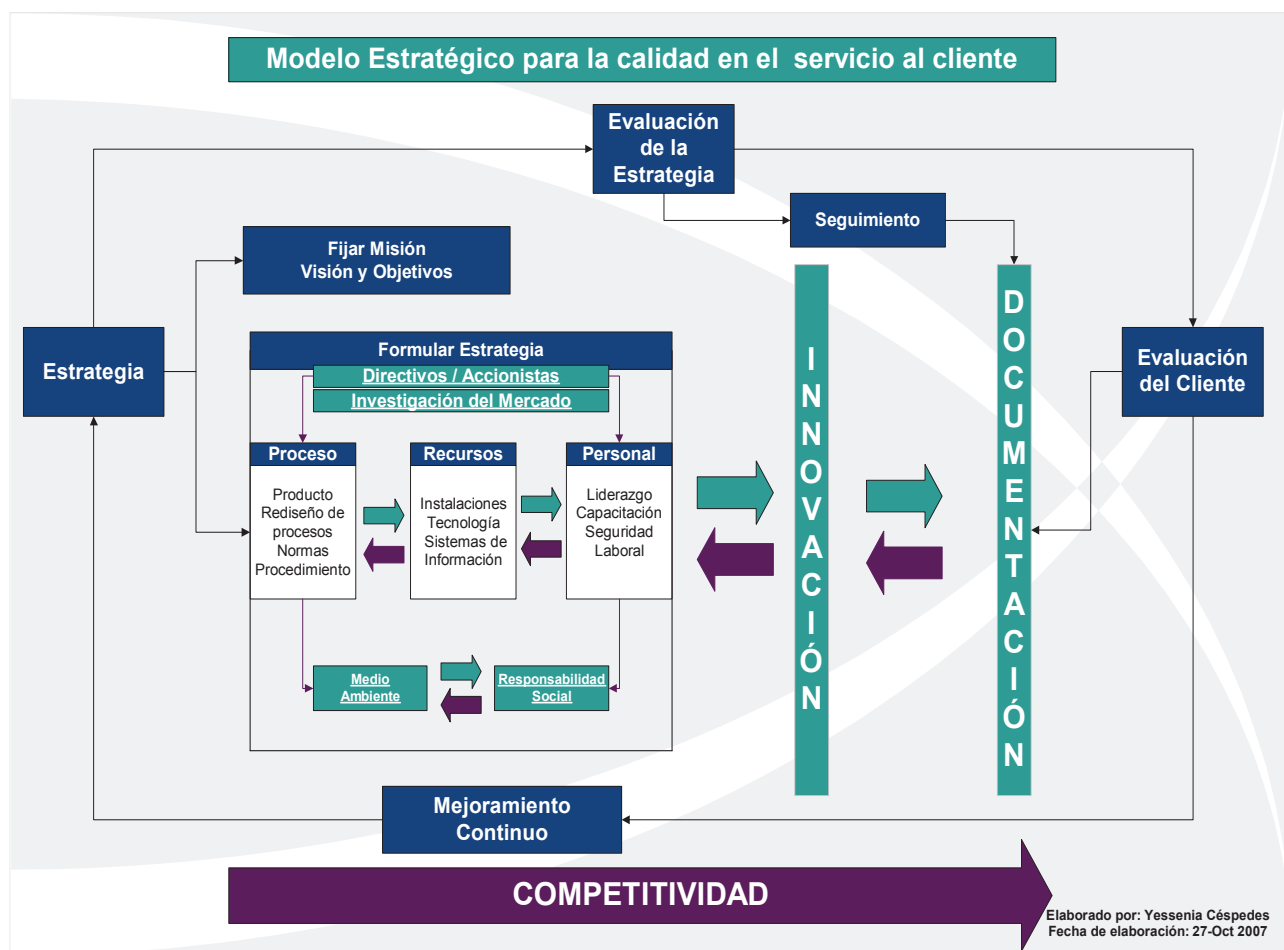 Modelo Estratégico para la calidad en el servicio al cliente
Evaluación
de la
Estrategia
Seguimiento
Fijar Misión
Visión y Objetivos
Estrategia
Formular Estrategia
Directivos / Accionistas
Investigación del Mercado
Proceso
Producto
Rediseño de
procesos
Normas
Procedimiento
Recursos
Instalaciones
Tecnología
Sistemas de
Información
Personal
Liderazgo
Capacitación
Seguridad
Laboral
Medio
Ambiente
Responsabilidad
Social
INNOVACIÓN
DOCUMENTACIÓN
Evaluación
del Cliente
Mejoramiento
Continuo
COMPETITIVIDAD
Elaborado por: Yessenia Céspedes
Fecha de elaboración: 27-Oct 2007